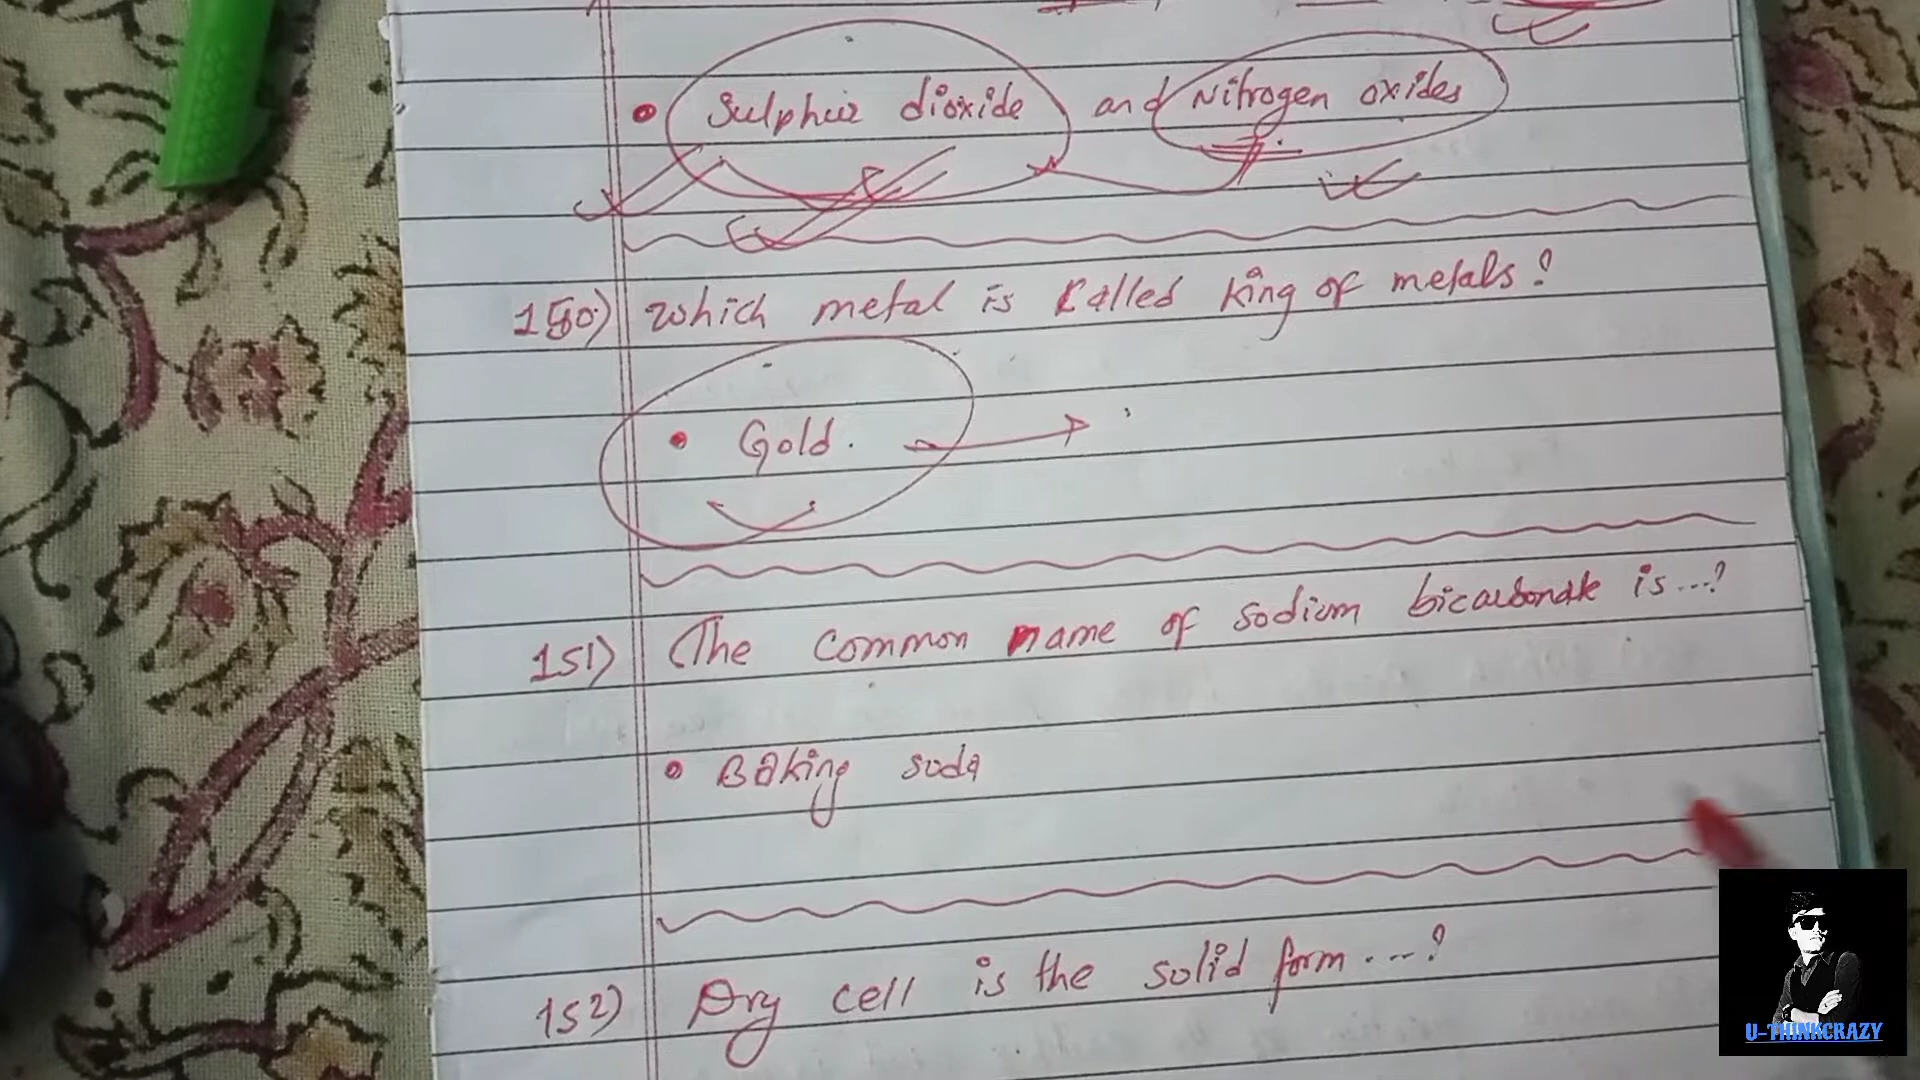 Sulphur dioxide and Nitrogen oxides
150) Which metal is called King of metals?
Gold.
151) The common name of sodium bicarbonate is...?
Baking soda
152) Dry cell is the solid form....?
U-THINKCRAZY